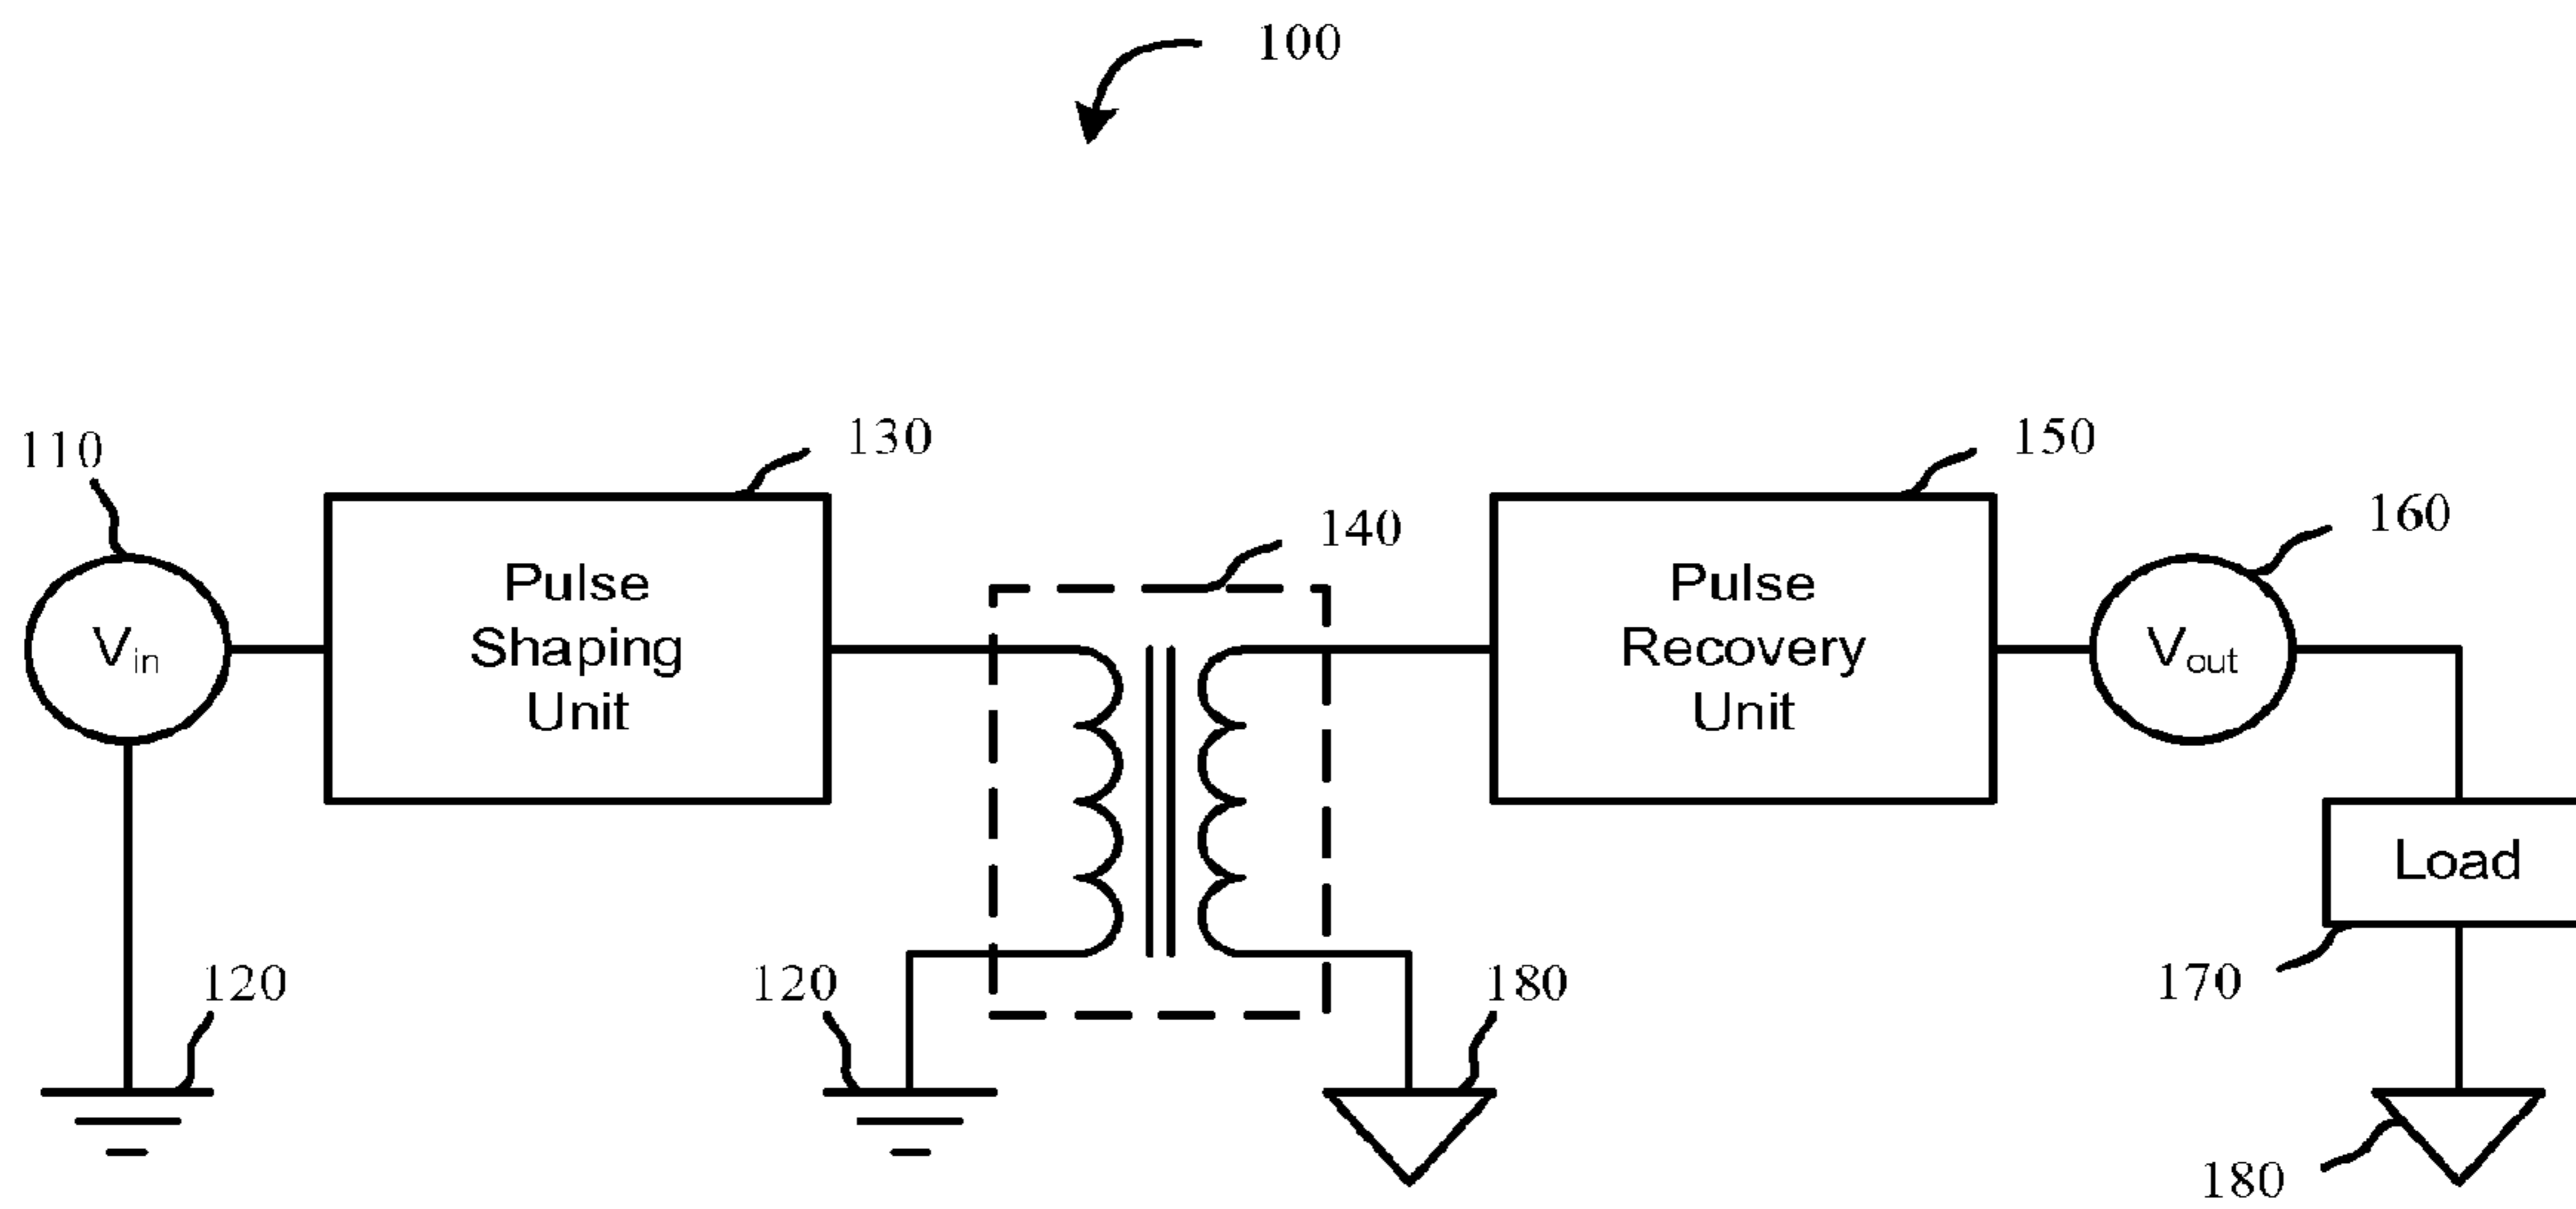 100
110
130
150
140
160
Pulse
Shaping
Unit
Pulse
Recovery
Unit
Vin
Vout
Load
120
120
180
170
180